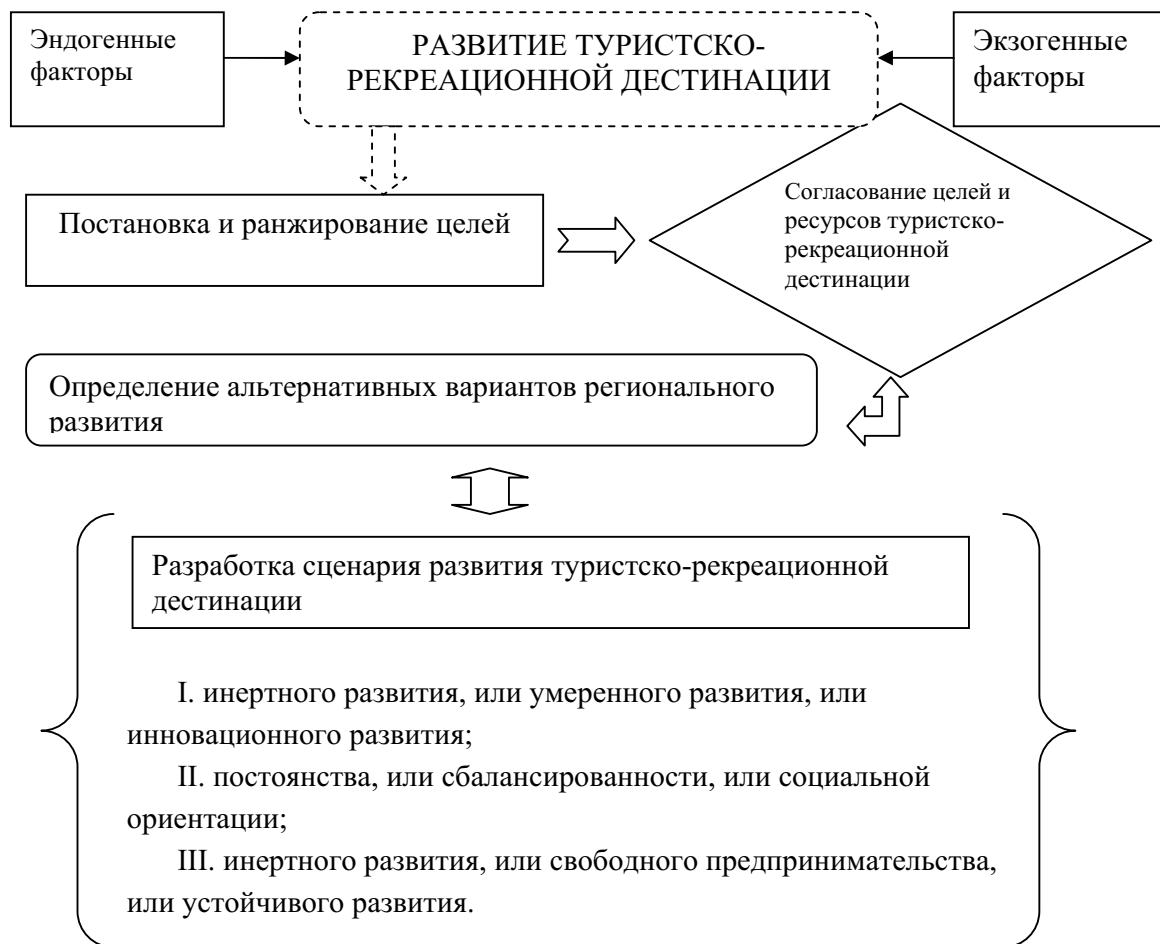 Эндогенные
факторы
РАЗВИТИЕ ТУРИСТСКО-
РЕКРЕАЦИОННОЙ ДЕСТИНАЦИИ
Экзогенные
факторы
Постановка и ранжирование целей
Согласование целей и
ресурсов туристско-
рекреационной
дестинации
Определение альтернативных вариантов регионального
развития
Разработка сценария развития туристско-рекреационной
дестинации
I. инертного развития, или умеренного развития, или
инновационного развития;
II. постоянства, или сбалансированности, или социальной
ориентации;
III. инертного развития, или свободного предпринимательства,
или устойчивого развития.